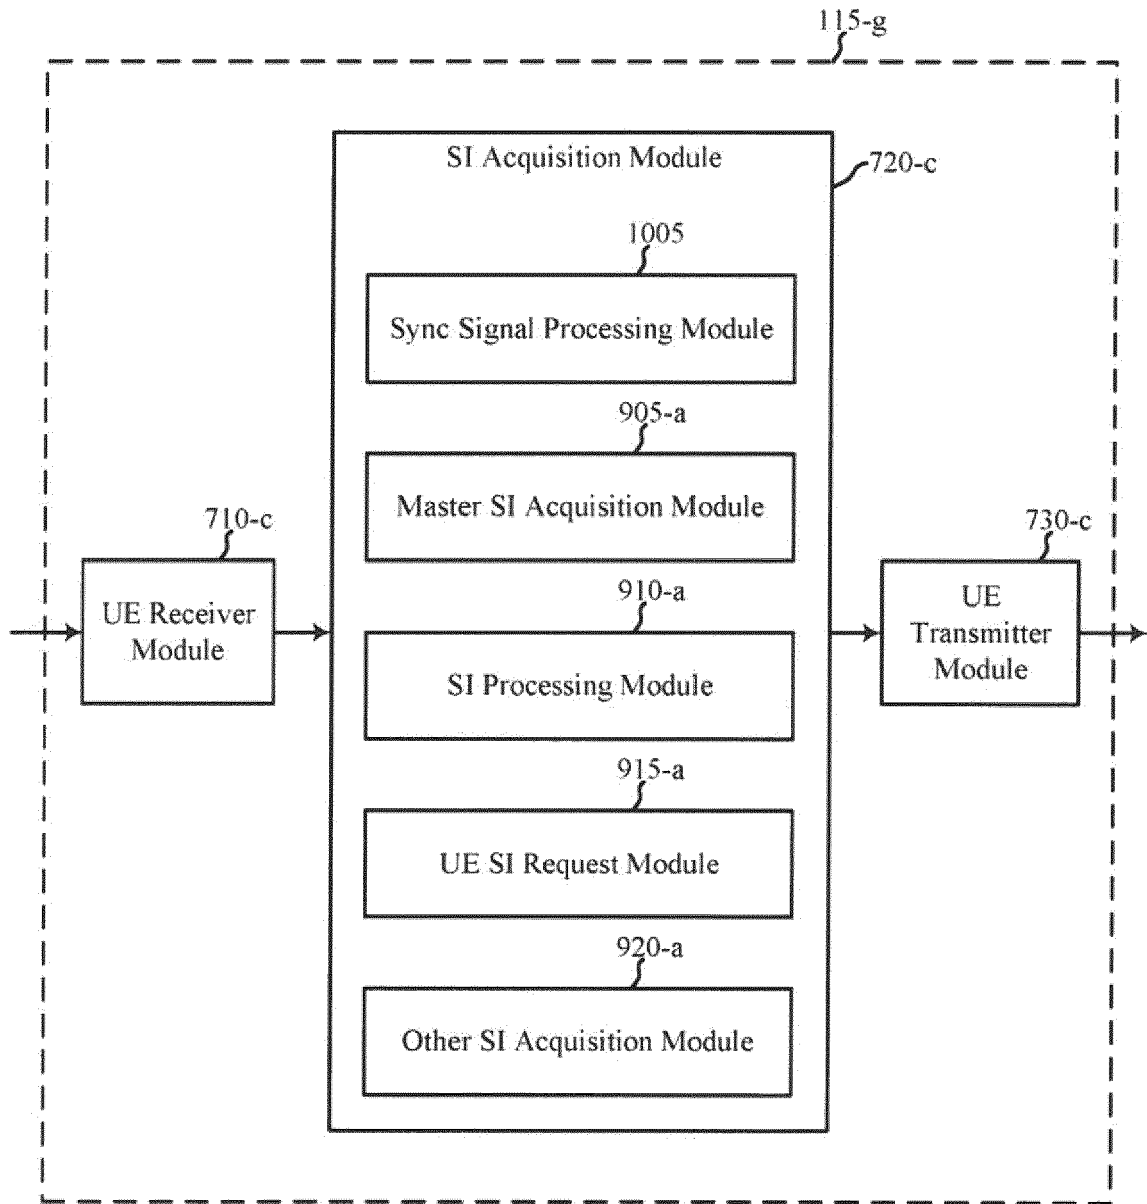 115-g
SI Acquisition Module
720-c
1005
Sync Signal Processing Module
905-a
Master SI Acquisition Module
710-c
UE Receiver
Module
730-c
UE
Transmitter
Module
910-a
SI Processing Module
915-a
UE SI Request Module
920-a
Other SI Acquisition Module